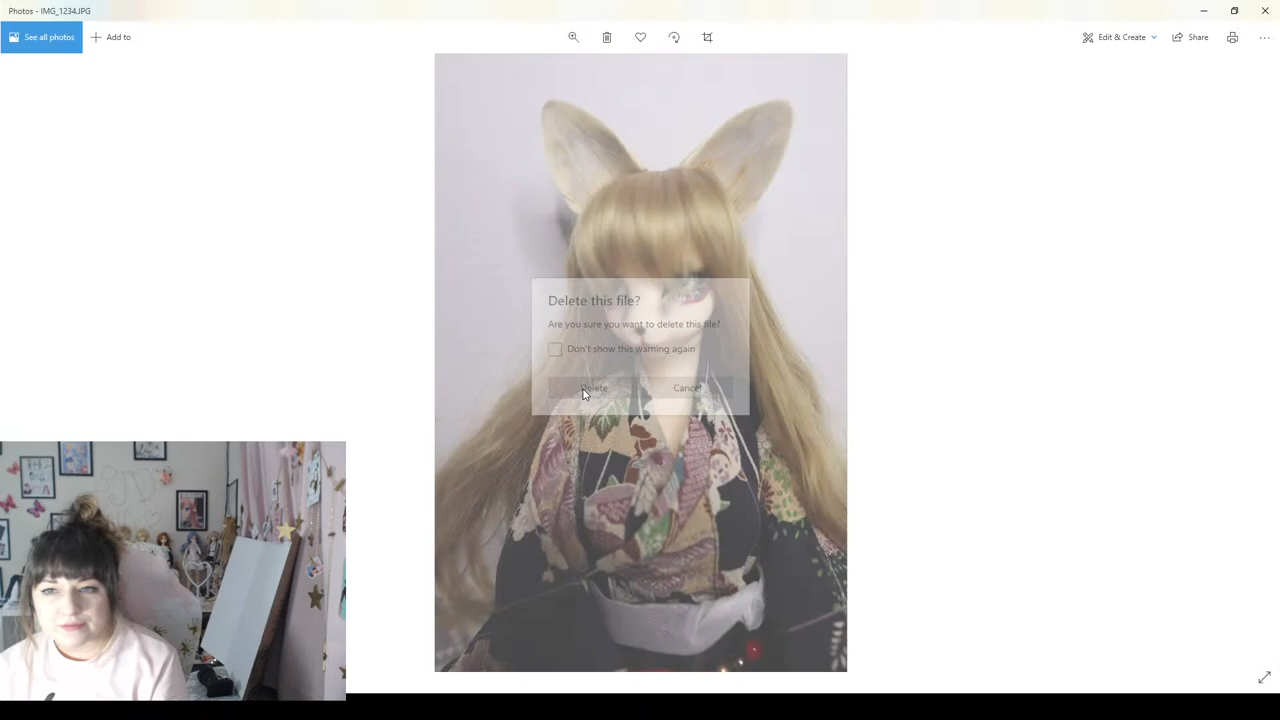 Photos - IMG_1234.JPG
See all photos
Add to
Edit & Create
Share
Delete this file?
Are you sure you want to delete this file?
Don't show this warning again
Delete
Cancel